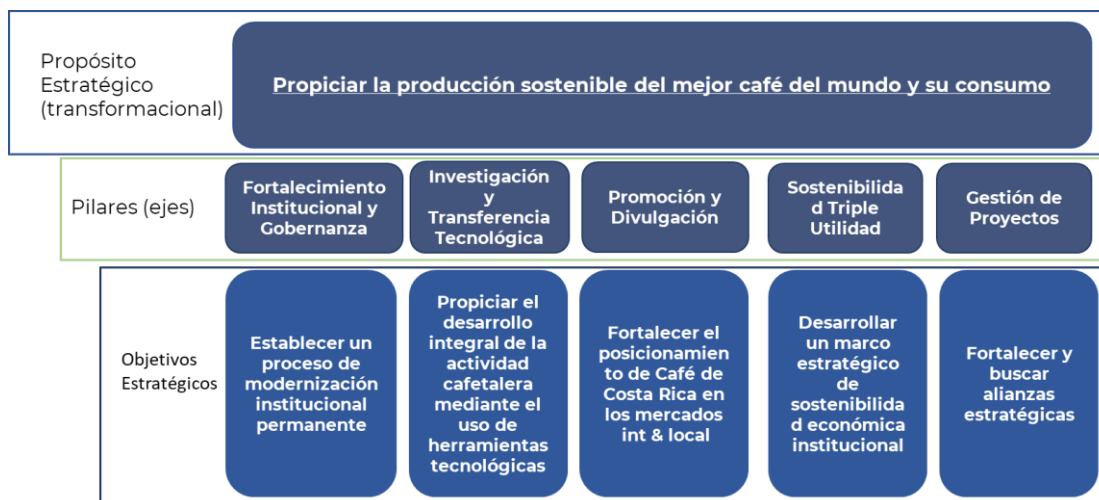 Propósito
Estratégico
(transformacional)
Propiciar la producción sostenible del mejor café del mundo y su consumo
Pilares (ejes)
Fortalecimiento
Institucional y
Gobernanza
Investigación
y
Transferencia
Tecnológica
Promoción y
Divulgación
Sostenibilida
d Triple
Utilidad
Gestión de
Proyectos
Objetivos
Estratégicos
Establecer un
proceso de
modernización
institucional
permanente
Propiciar el
desarrollo
integral de la
actividad
cafetalera
mediante el
uso de
herramientas
tecnológicas
Fortalecer el
posicionamien
to de Café de
Costa Rica en
los mercados
int & local
Desarrollar
un marco
estratégico
de
sostenibilida
d económica
institucional
Fortalecer y
buscar
alianzas
estratégicas